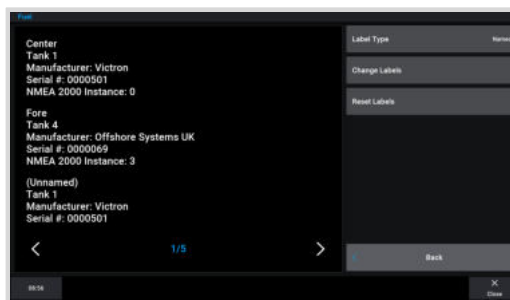 Fuel
Center
Tank 1
Manufacturer: Victron
Serial #: 0000501
NMEA 2000 Instance: 0
Fore
Tank 4
Manufacturer: Offshore Systems UK
Serial #: 0000069
NMEA 2000 Instance: 3
(Unnamed)
Tank 1
Manufacturer: Victron
Serial #: 0000501
1/5
Label Type
Change Labels
Reset Labels
Back
Close